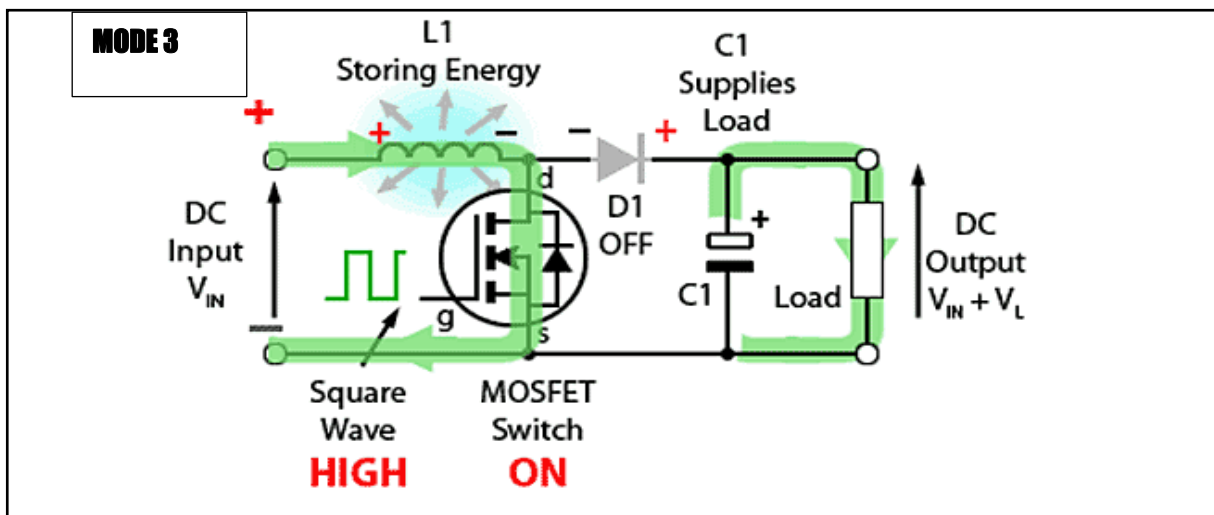 MODE 3
L1
Storing Energy
C1
Supplies
Load
+
+
−
−
+
d
D1
OFF
DC
Input
V_IN
−
g
s
+
C1
Load
DC
Output
V_IN + V_L
Square
Wave
HIGH
MOSFET
Switch
ON